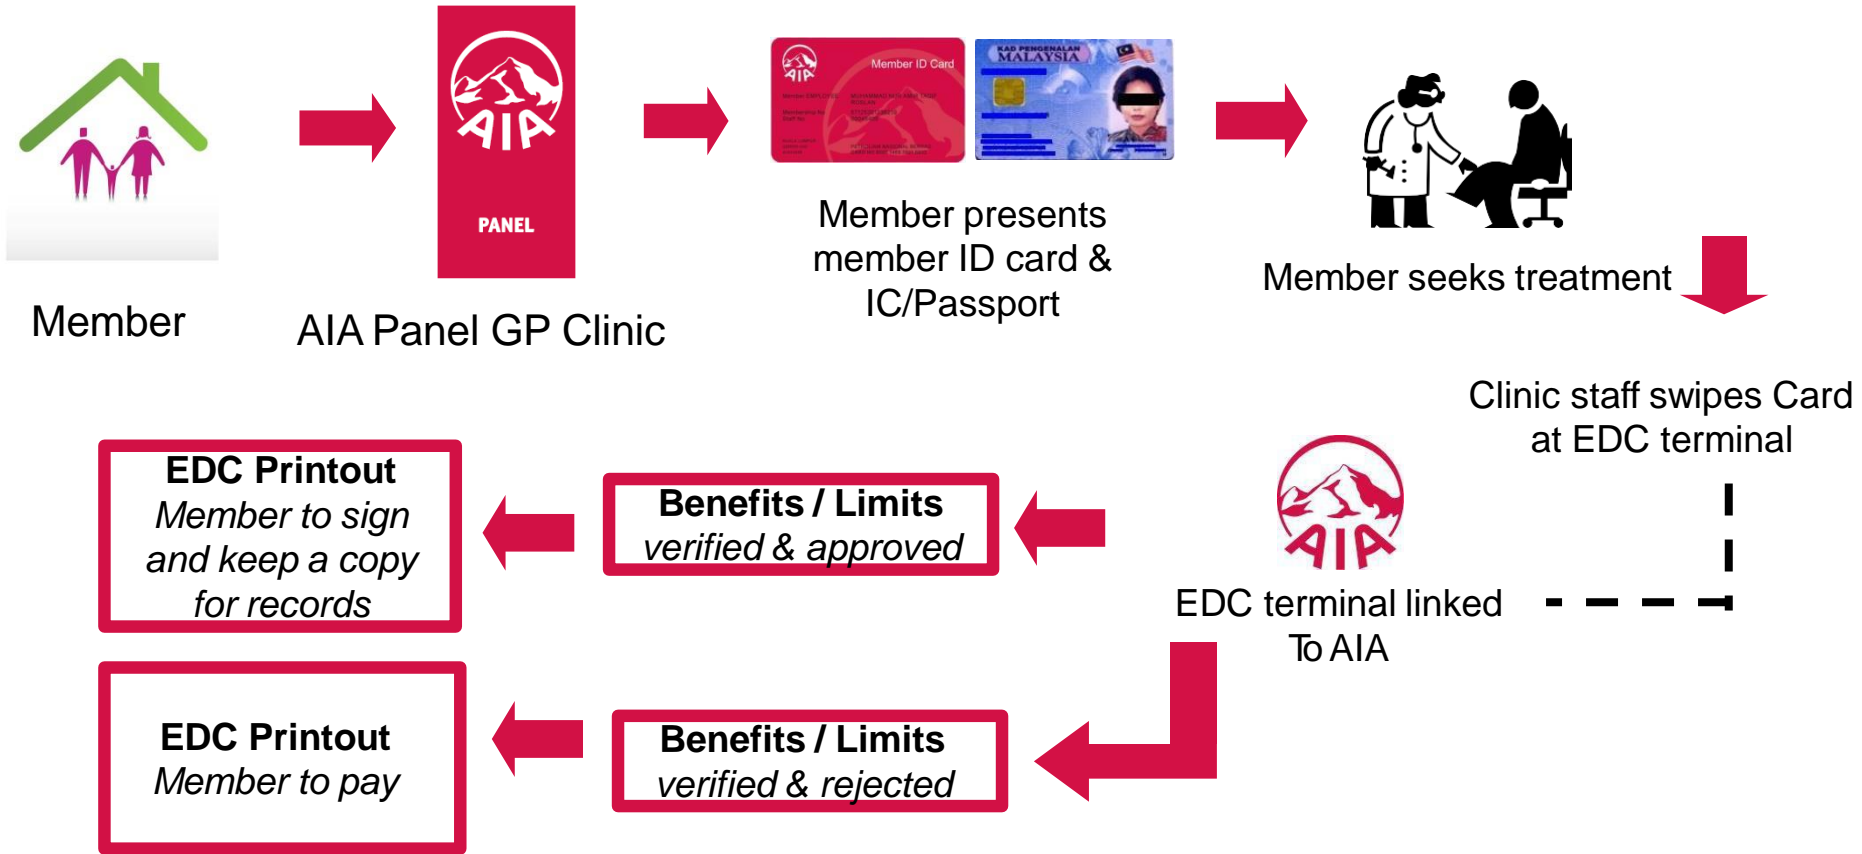 AIA
PANEL
AIA
Member ID Card
KAD PENGENALAN
MALAYSIA
Member
AIA Panel GP Clinic
Member presents
member ID card &
IC/Passport
Member seeks treatment
Clinic staff swipes Card
at EDC terminal
AIA
EDC terminal linked
To AIA
Benefits / Limits
verified & approved
EDC Printout
Member to sign
and keep a copy
for records
Benefits / Limits
verified & rejected
EDC Printout
Member to pay